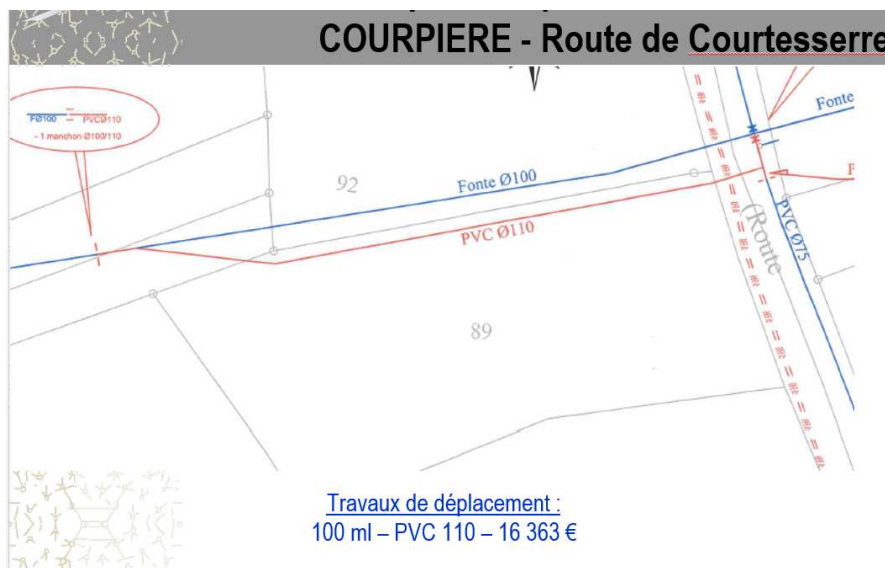 COURPIERE - Route de Courtesserre
FØ100 PVCØ110
- 1 manchon Ø100/110
Fonte
92
Fonte Ø100
PVC Ø110
(Route
PVC Ø75
89
Travaux de déplacement :
100 ml – PVC 110 – 16 363 €